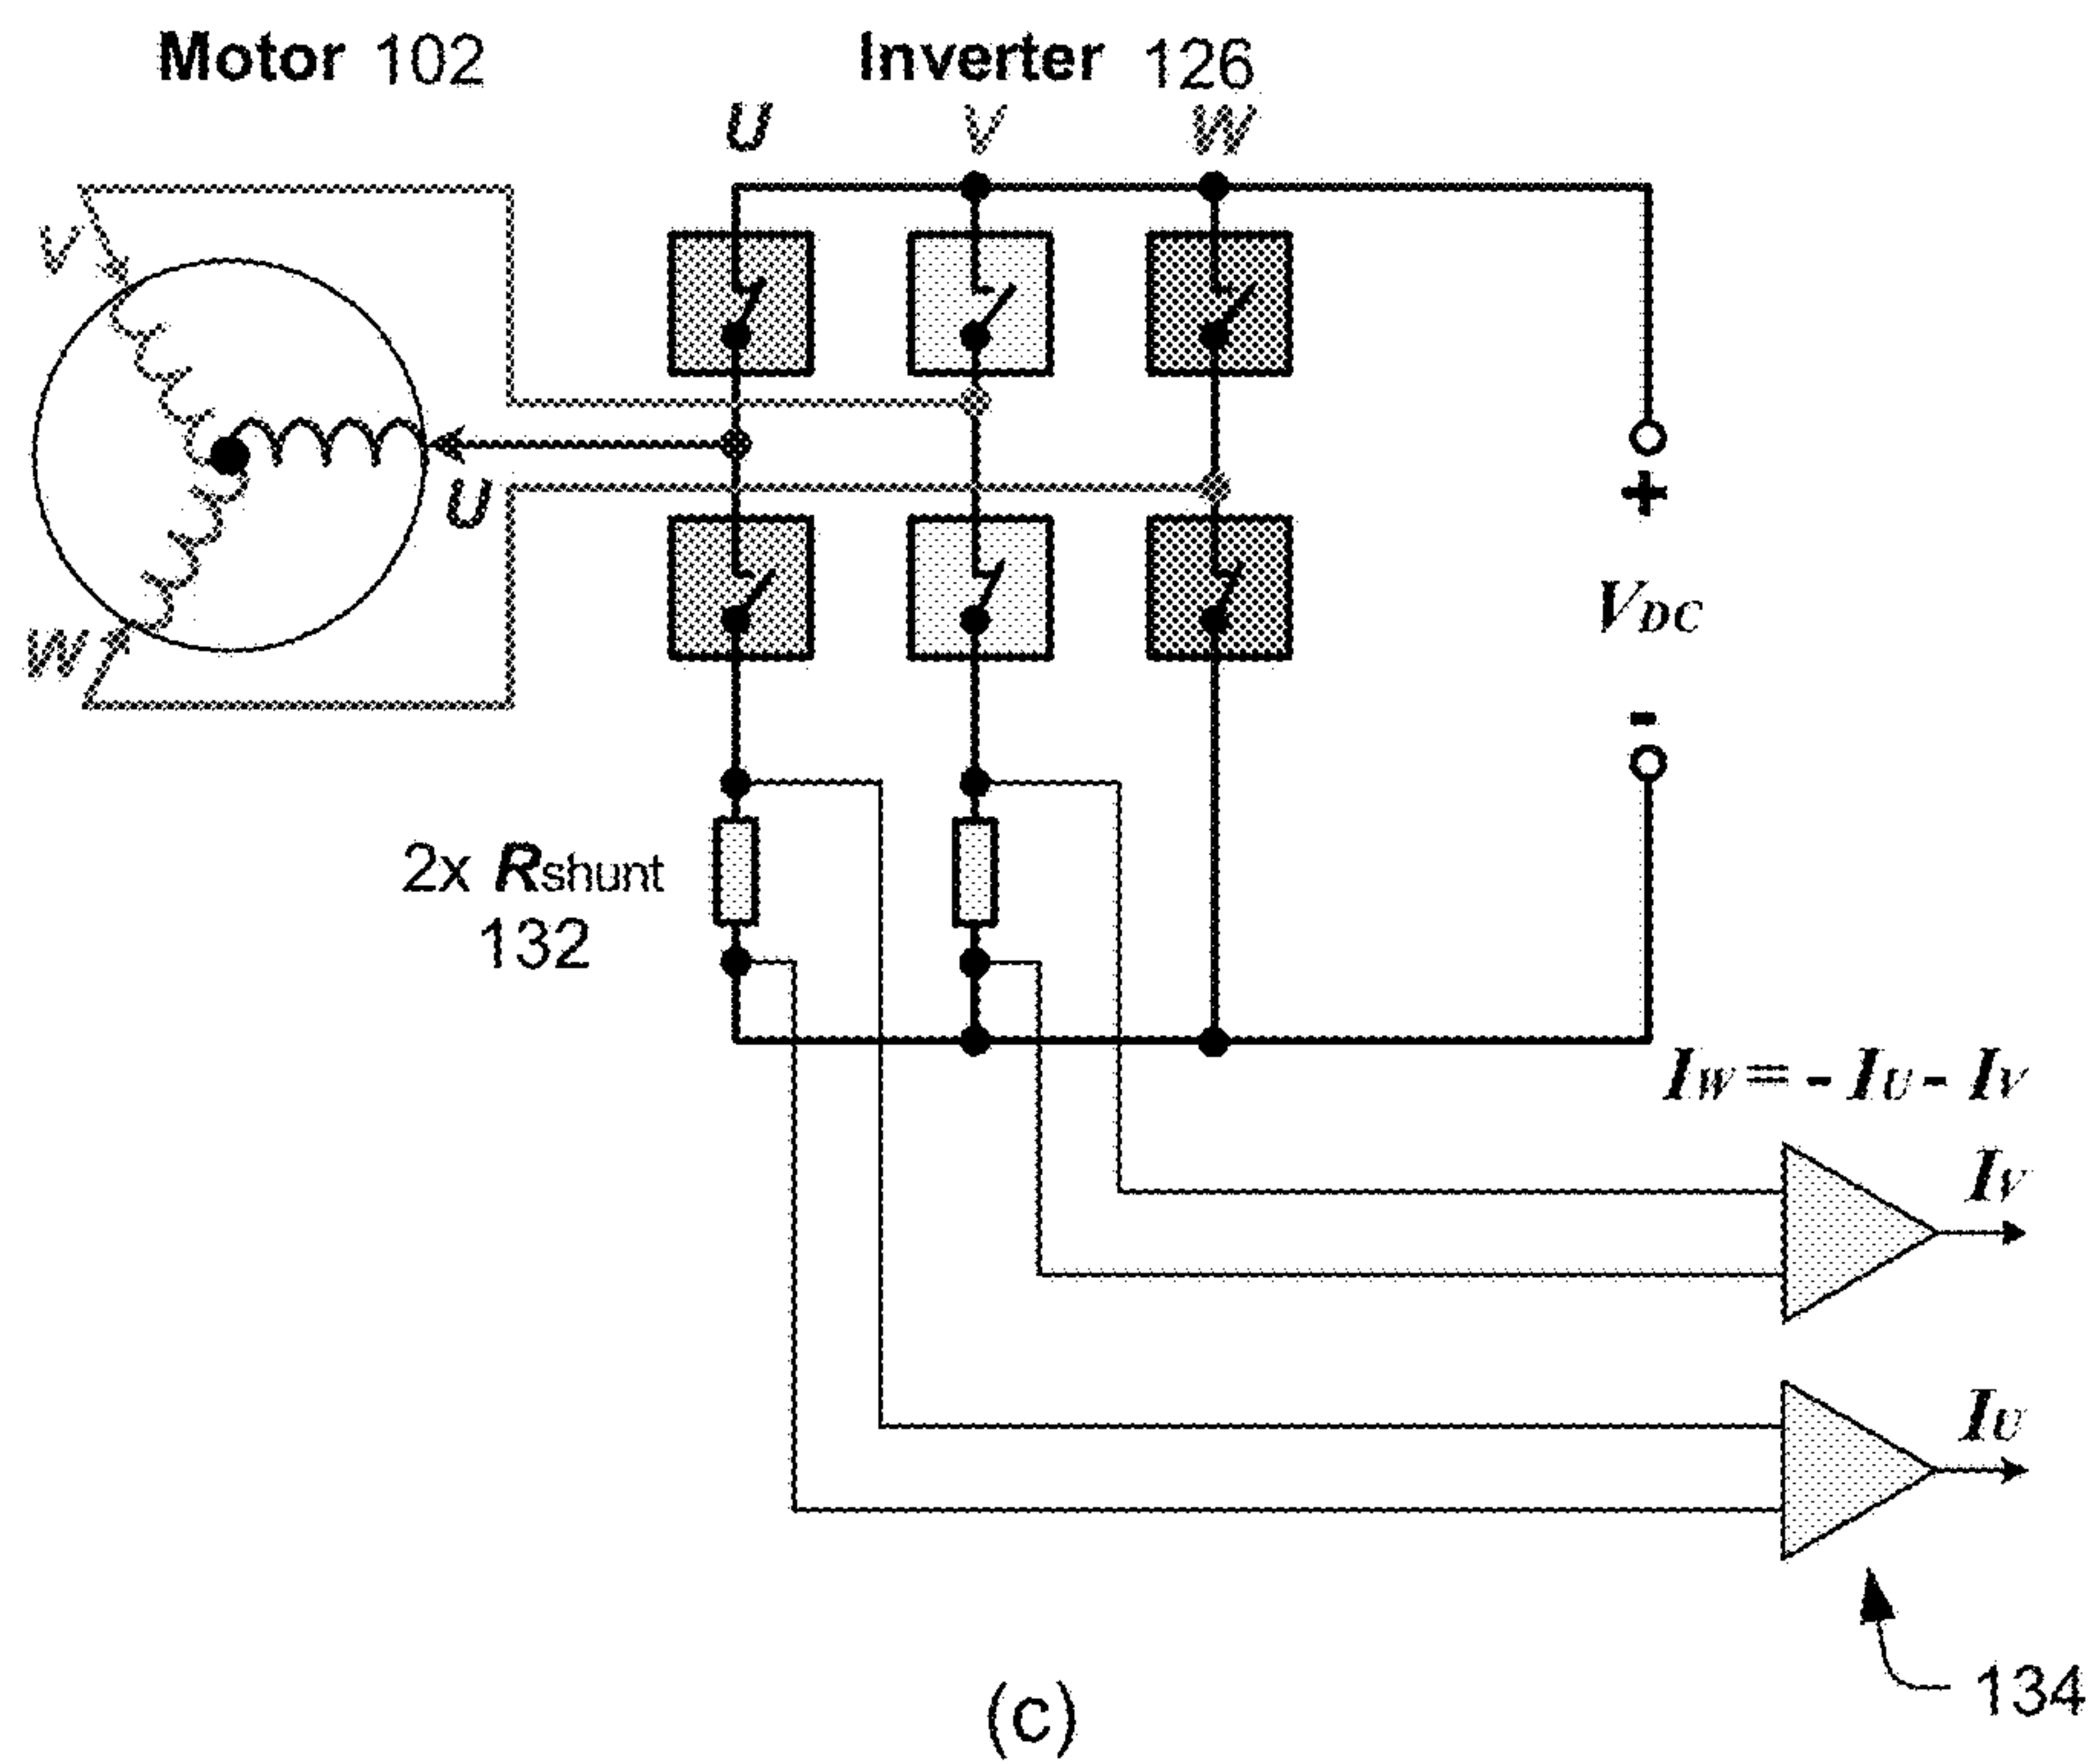 Motor 102
Inverter 126
U V W
V
U
W
+
VDC
-
2x Rshunt
132
IW = - IU - IV
IV
IU
134
(c)